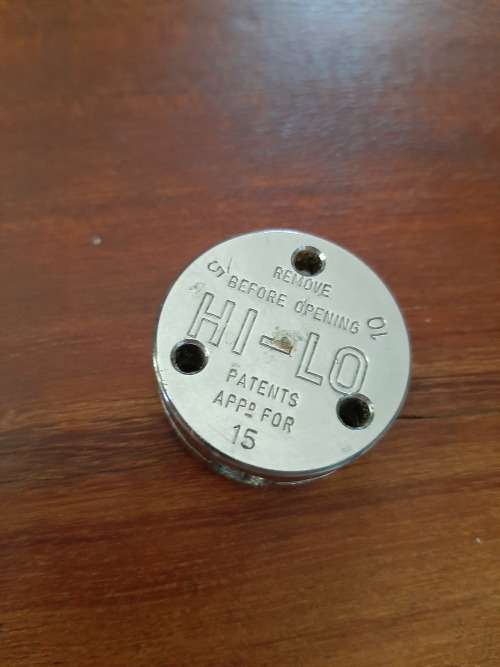 REMOVE
5 BEFORE OPENING 10
HI-LO
PATENTS
APPD FOR
15